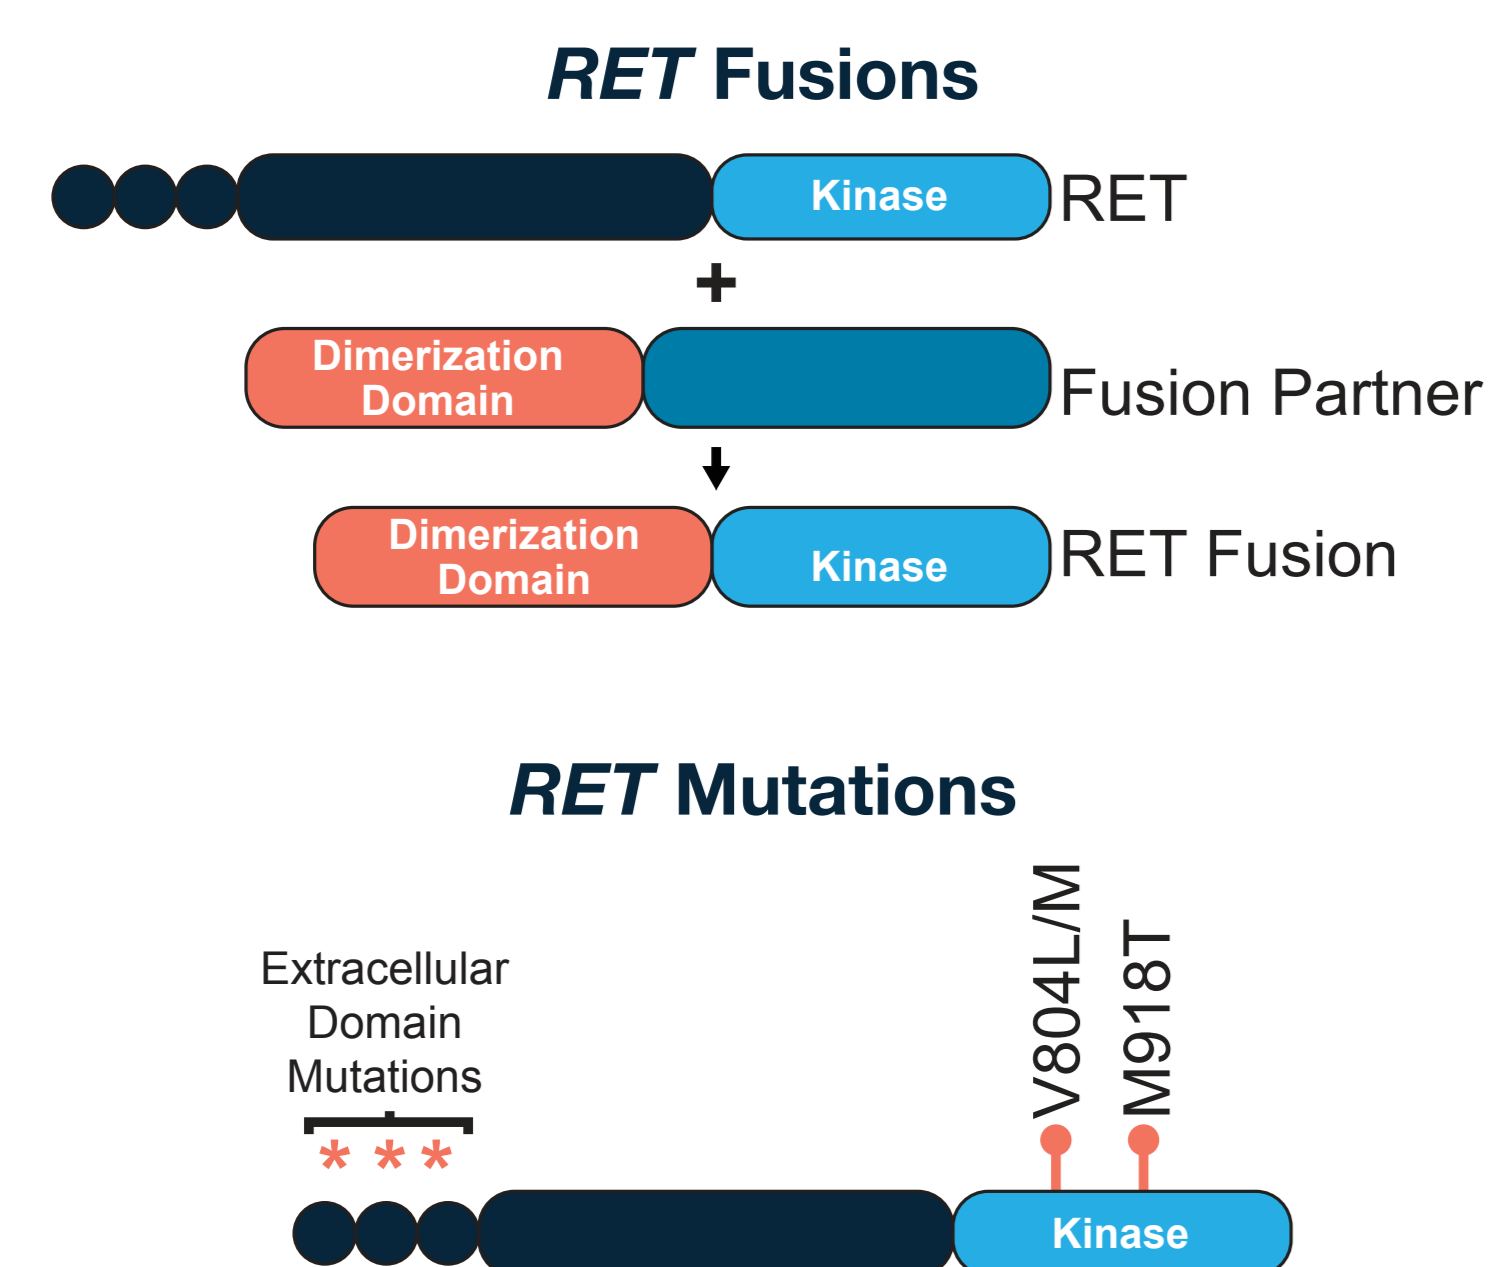 RET Fusions
Kinase
RET
+
Dimerization
Domain
Fusion Partner
Dimerization
Domain
Kinase
RET Fusion
RET Mutations
Extracellular
Domain
Mutations
V804L/M
M918T
* * *
Kinase